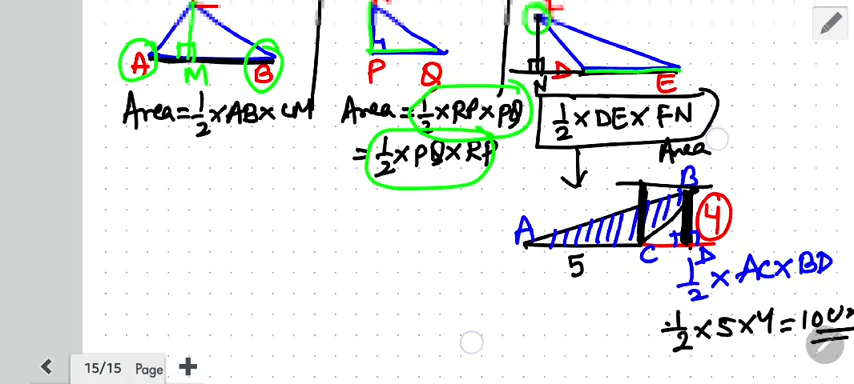 A M B
P Q
N D E
Area = 1/2 × AB × CM
Area = 1/2 × RP × PQ
= 1/2 × PQ × RP
1/2 × DE × FN
Area
A B 4
5 C D
1/2 × AC × BD
1/2 × 5 × 4 = 10
15/15 Page